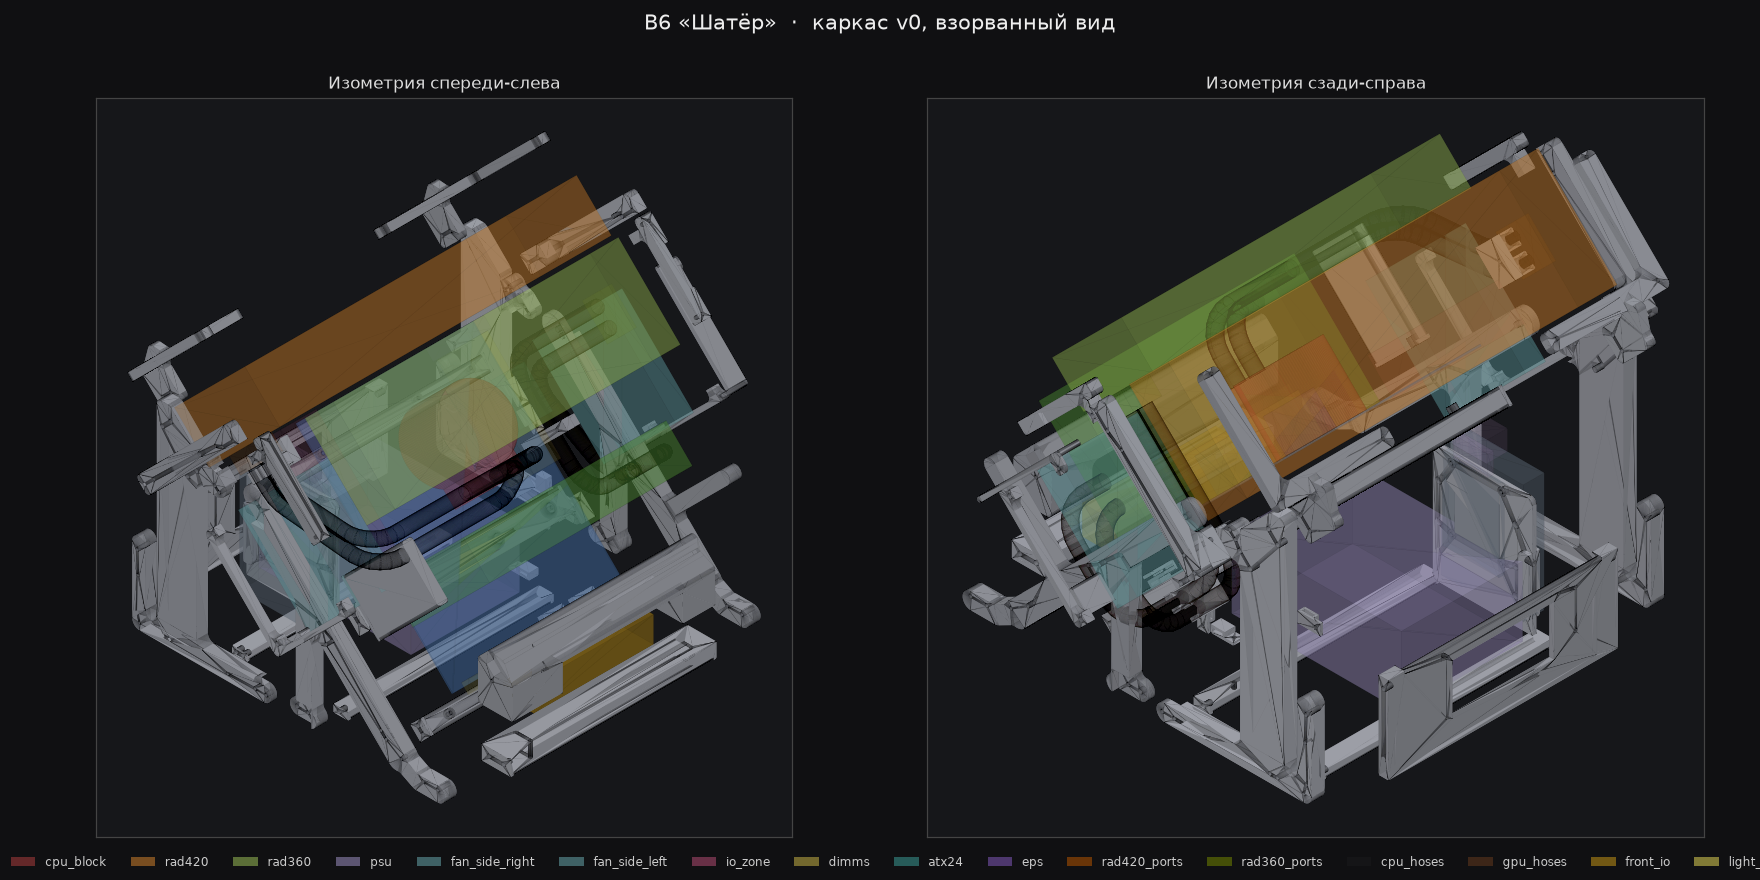 B6 «Шатёр» · каркас v0, взорванный вид
Изометрия спереди-слева
Изометрия сзади-справа
cpu_block rad420 rad360 psu fan_side_right fan_side_left io_zone dimms atx24 eps rad420_ports rad360_ports cpu_hoses gpu_hoses front_io light_